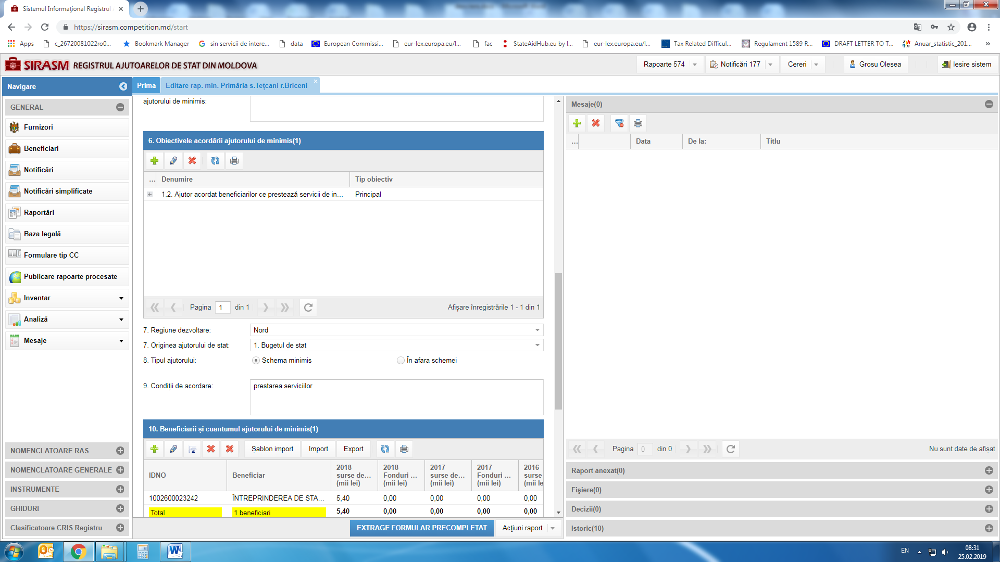 Sistemul Informaţional Registrul
https://sirasm.competition.md/start
Apps
c_26720081022ro0...
Bookmark Manager
sin servicii de intere...
data
European Commissi...
eur-lex.europa.eu/l...
fac
StateAidHub.eu by l...
eur-lex.europa.eu/l...
Tax Related Difficul...
Regulament 1589 R...
DRAFT LETTER TO T...
Anuar_statistic_201...
»
SIRASM REGISTRUL AJUTOARELOR DE STAT DIN MOLDOVA
Rapoarte 574
Notificări 177
Cereri
Grosu Olesea
Iesire sistem
Navigare
Prima
Editare rap. min. Primăria s.Tețcani r.Briceni
GENERAL
Furnizori
Beneficiari
Notificări
Notificări simplificate
Raportări
Baza legală
Formulare tip CC
Publicare rapoarte procesate
Inventar
Analiză
Mesaje
NOMENCLATOARE RAS
NOMENCLATOARE GENERALE
INSTRUMENTE
GHIDURI
Clasificatoare CRIS Registru
ajutorului de minimis:
6. Obiectivele acordării ajutorului de minimis(1)
... Denumire Tip obiectiv
1.2. Ajutor acordat beneficiarilor ce prestează servicii de in... Principal
Pagina 1 din 1 Afișare înregistrările 1 - 1 din 1
7. Regiune dezvoltare: Nord
7. Originea ajutorului de stat: 1. Bugetul de stat
8. Tipul ajutorului: Schema minimis În afara schemei
9. Condiții de acordare: prestarea serviciilor
10. Beneficiarii și cuantumul ajutorului de minimis(1)
Șablon import Import Export
IDNO
Beneficiar
2018 surse de... (mii lei)
2018 Fonduri ... (mii lei)
2017 surse de... (mii lei)
2017 Fonduri ... (mii lei)
2016 surse (mii le
1002600023242 ÎNTREPRINDEREA DE STA... 5,40 0,00 0,00 0,00 0,00
Total 1 beneficiari 5,40 0,00 0,00 0,00 0,00
EXTRAGE FORMULAR PRECOMPLETAT
Acţiuni raport
Mesaje(0)
... Data De la: Titlu
Pagina 0 din 0 Nu sunt date de afișat
Raport anexat(0)
Fişiere(0)
Decizii(0)
Istoric(10)
EN
08:31
25.02.2019